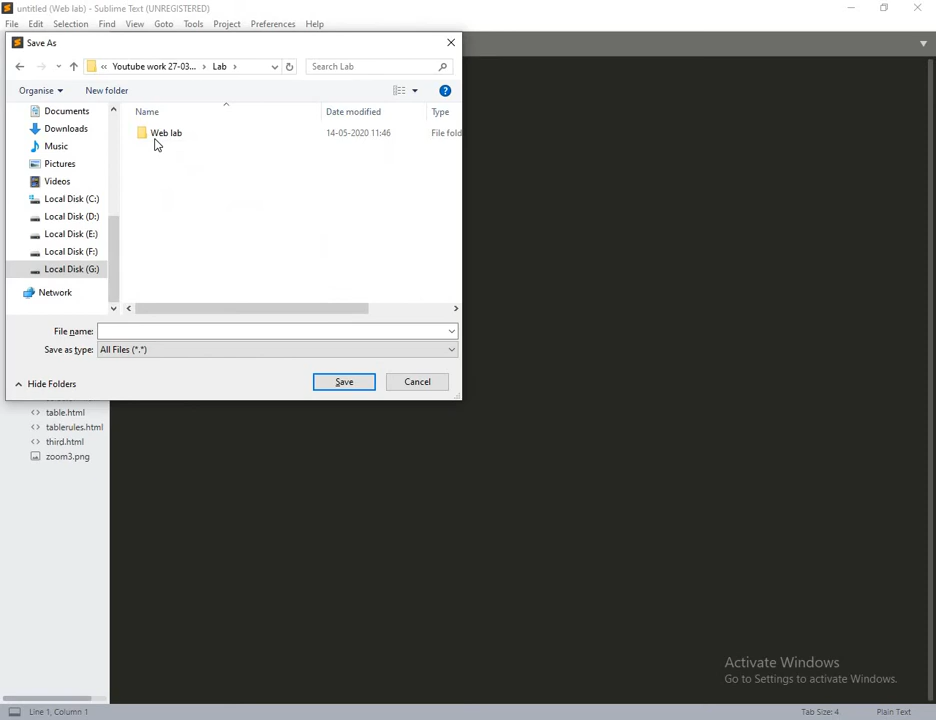 untitled (Web lab) - Sublime Text (UNREGISTERED)
File Edit Selection Find View Goto Tools Project Preferences Help
Save As
« Youtube work 27-03... › Lab ›
Search Lab
Organise
New folder
Name Date modified Type
Web lab 14-05-2020 11:46 File fold
Documents
Downloads
Music
Pictures
Videos
Local Disk (C:)
Local Disk (D:)
Local Disk (E:)
Local Disk (F:)
Local Disk (G:)
Network
File name:
Save as type: All Files (*.*)
Hide Folders
Save Cancel
table.html
tablerules.html
third.html
zoom3.png
Activate Windows
Go to Settings to activate Windows.
Line 1, Column 1
Tab Size: 4 Plain Text